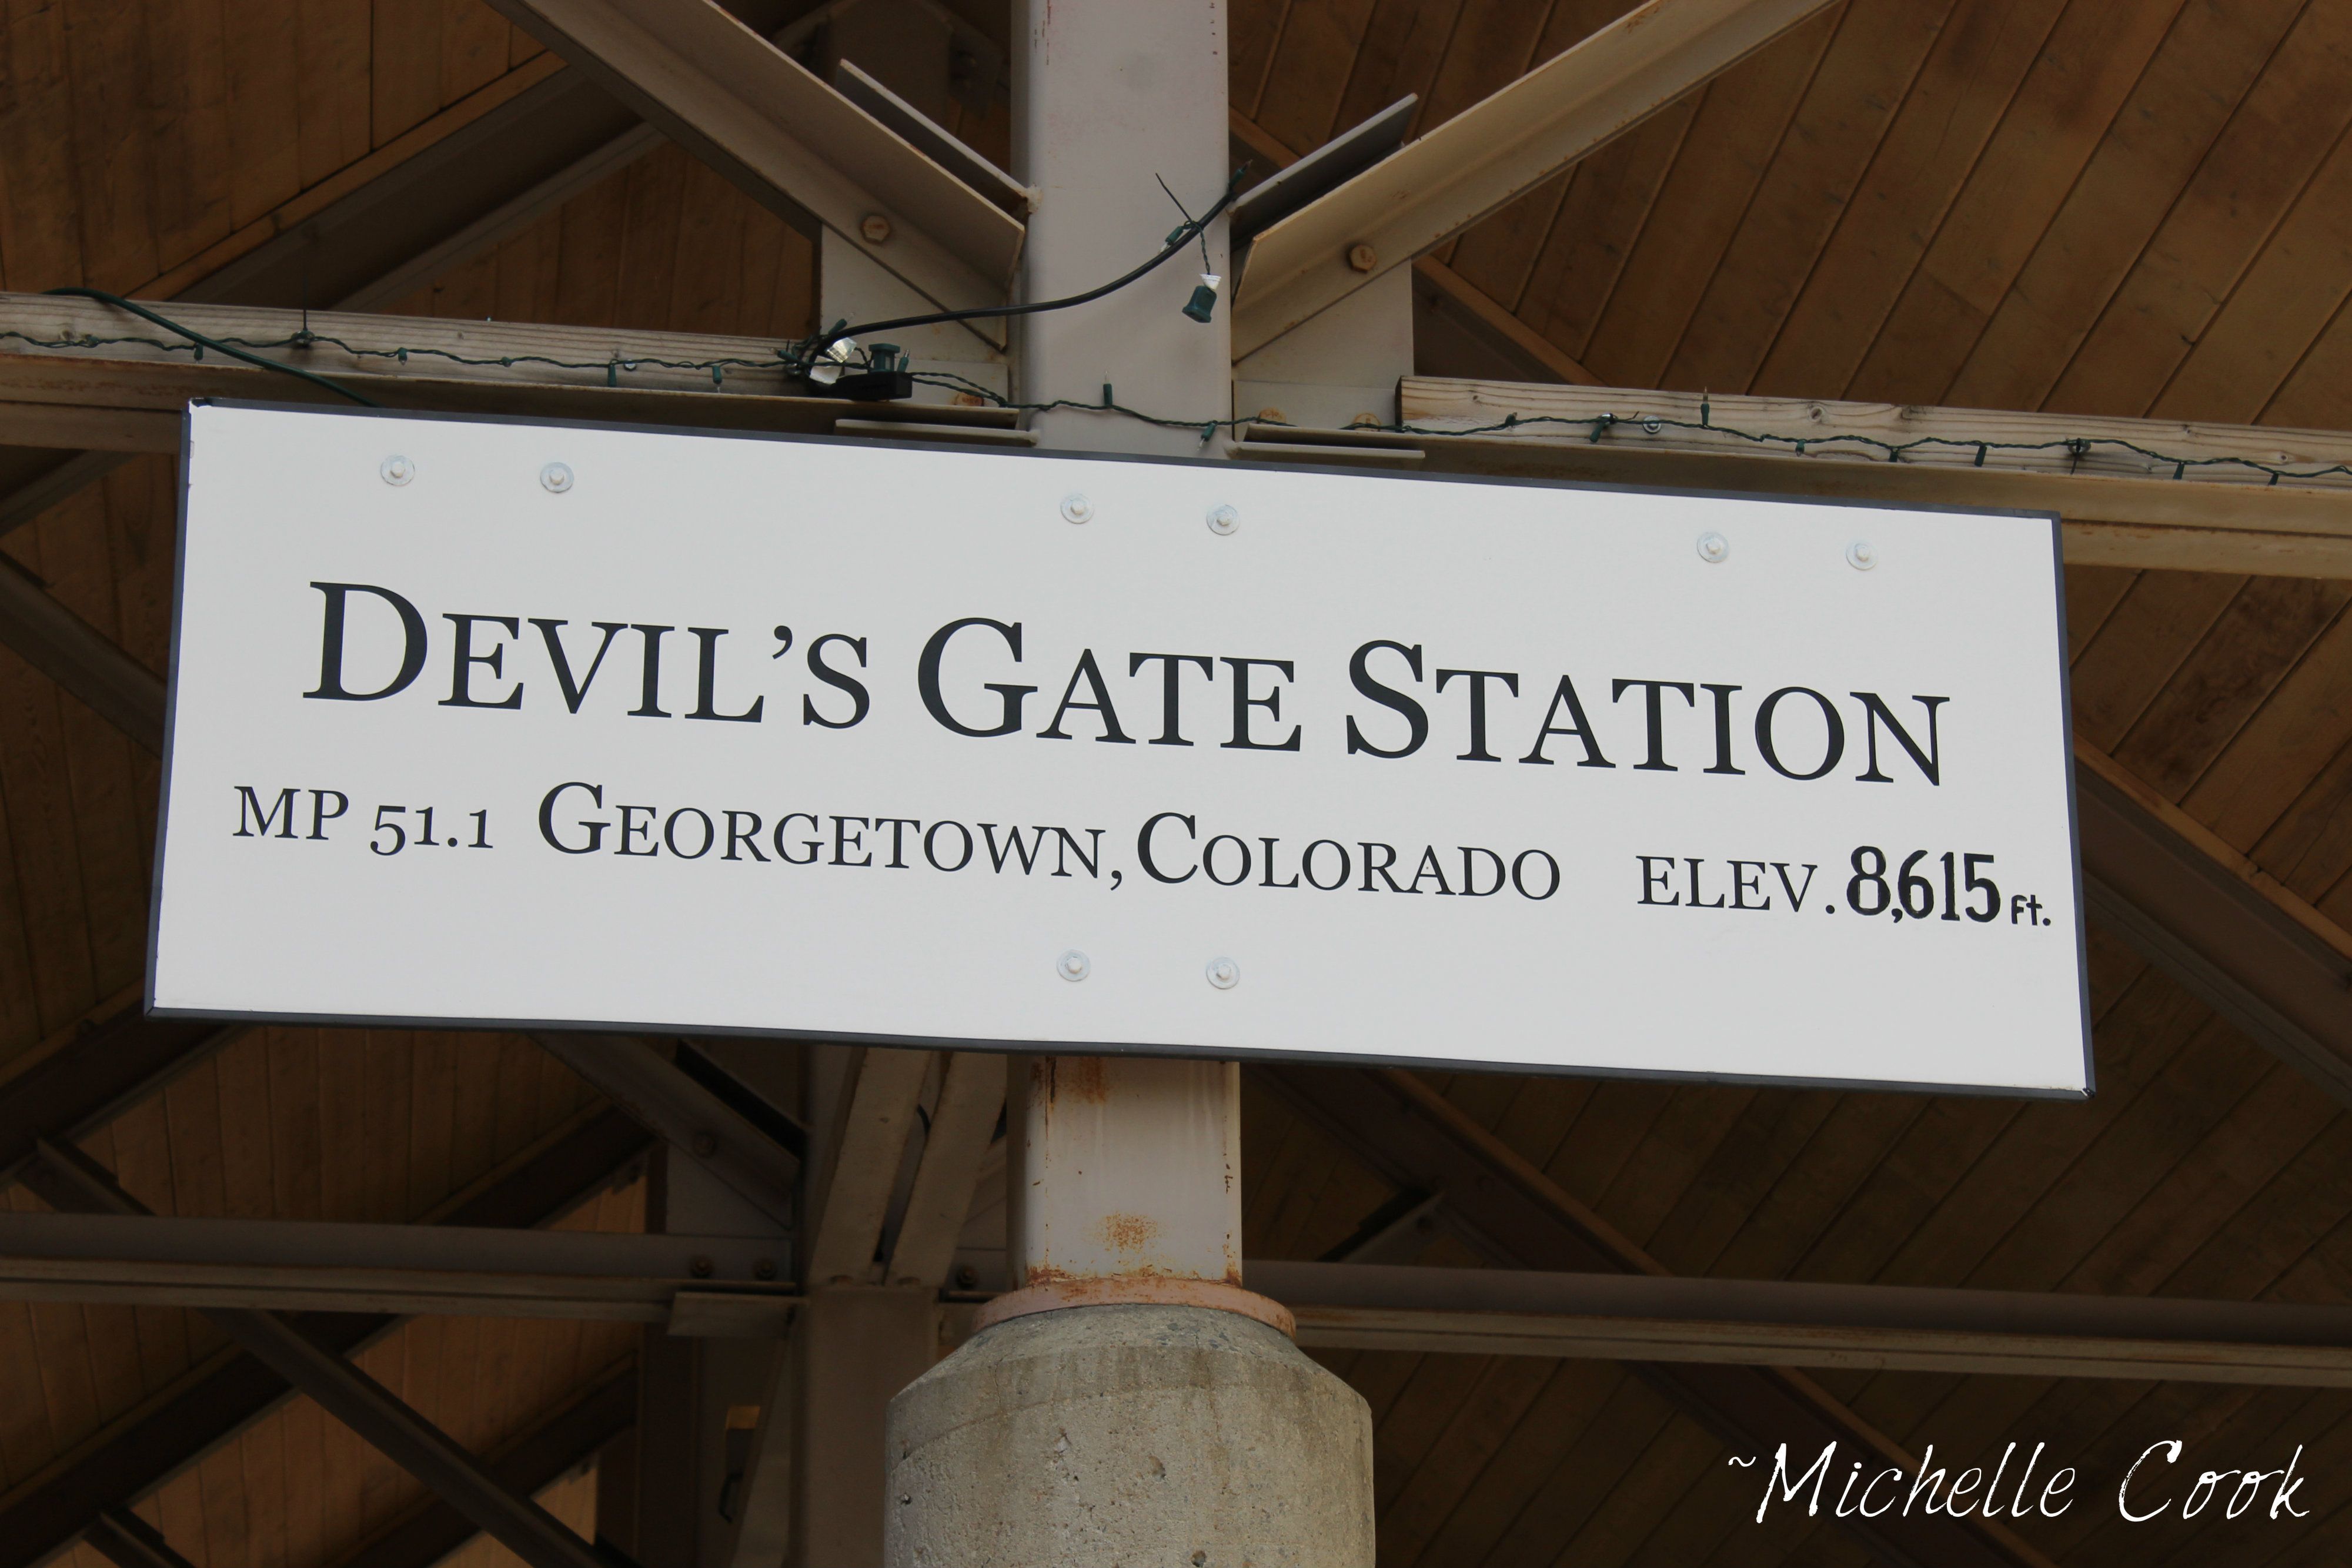 DEVIL'S GATE STATION
MP 51.1 GEORGETOWN, COLORADO ELEV. 8,615 Ft.
~Michelle Cook